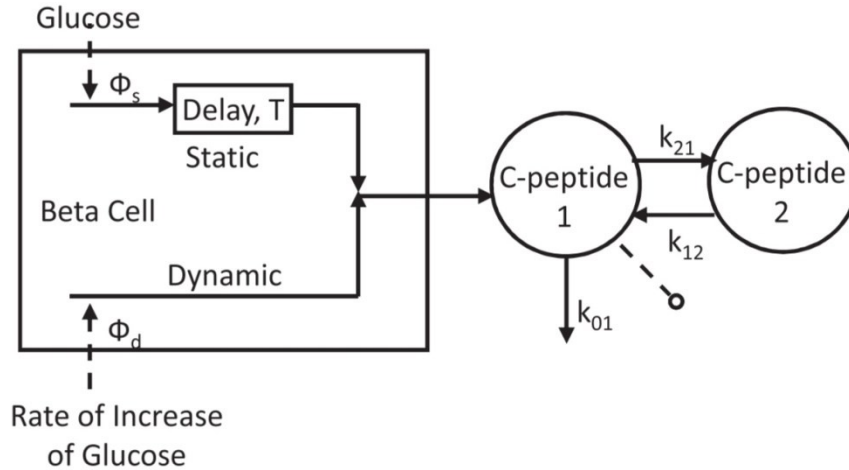 Glucose
Φs
Delay, T
Static
Beta Cell
Dynamic
Φd
Rate of Increase
of Glucose
C-peptide
1
k21
C-peptide
2
k12
k01